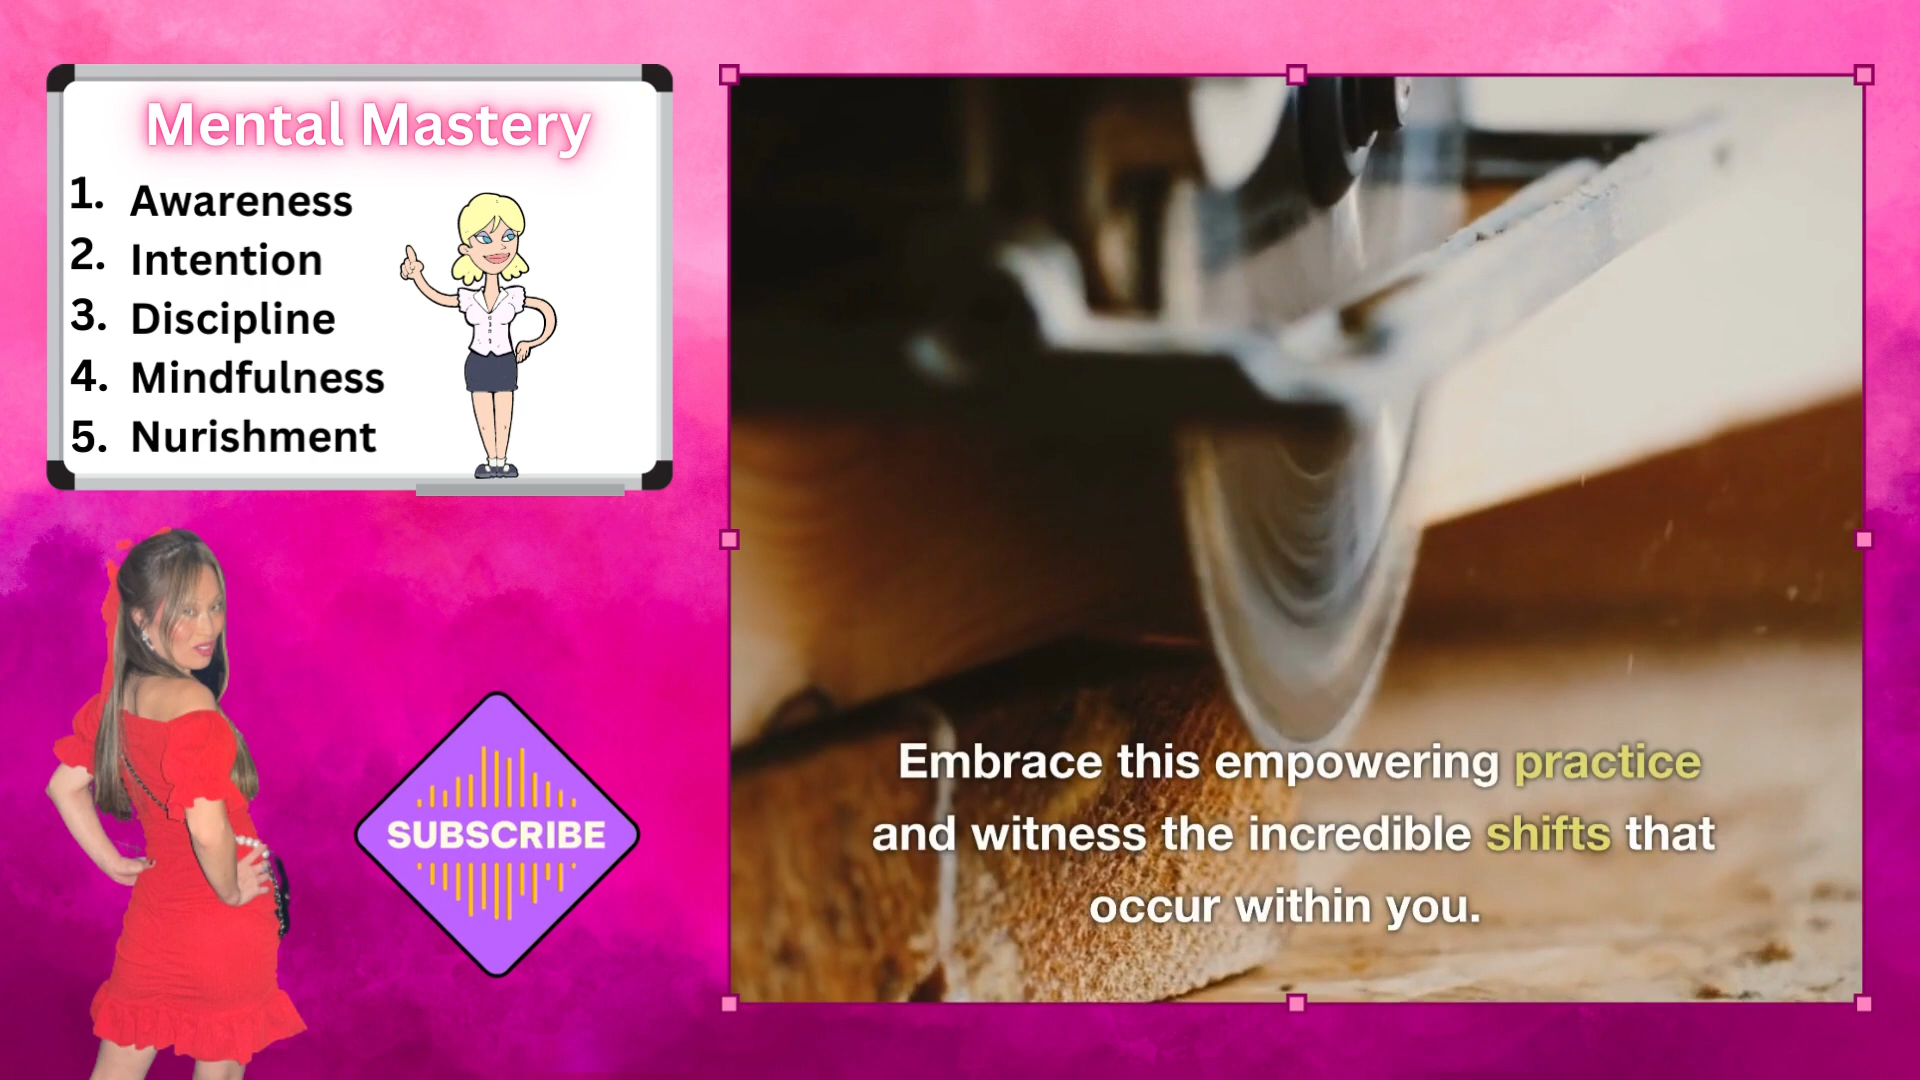 Mental Mastery
1. Awareness
2. Intention
3. Discipline
4. Mindfulness
5. Nurishment
SUBSCRIBE
Embrace this empowering practice
and witness the incredible shifts that
occur within you.